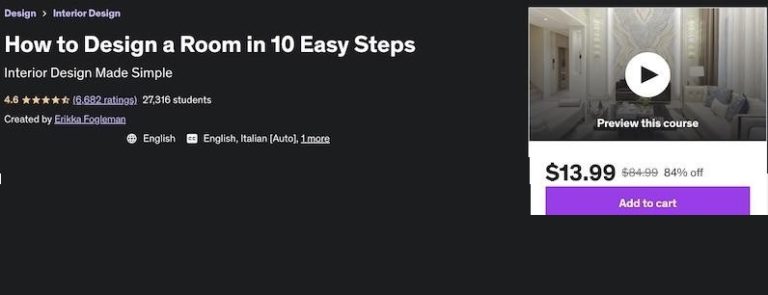 Design > Interior Design
How to Design a Room in 10 Easy Steps
Interior Design Made Simple
4.6 (6,682 ratings) 27,316 students
Created by Erikka Fogleman
English English, Italian [Auto], 1 more
Preview this course
$13.99 $84.99 84% off
Add to cart